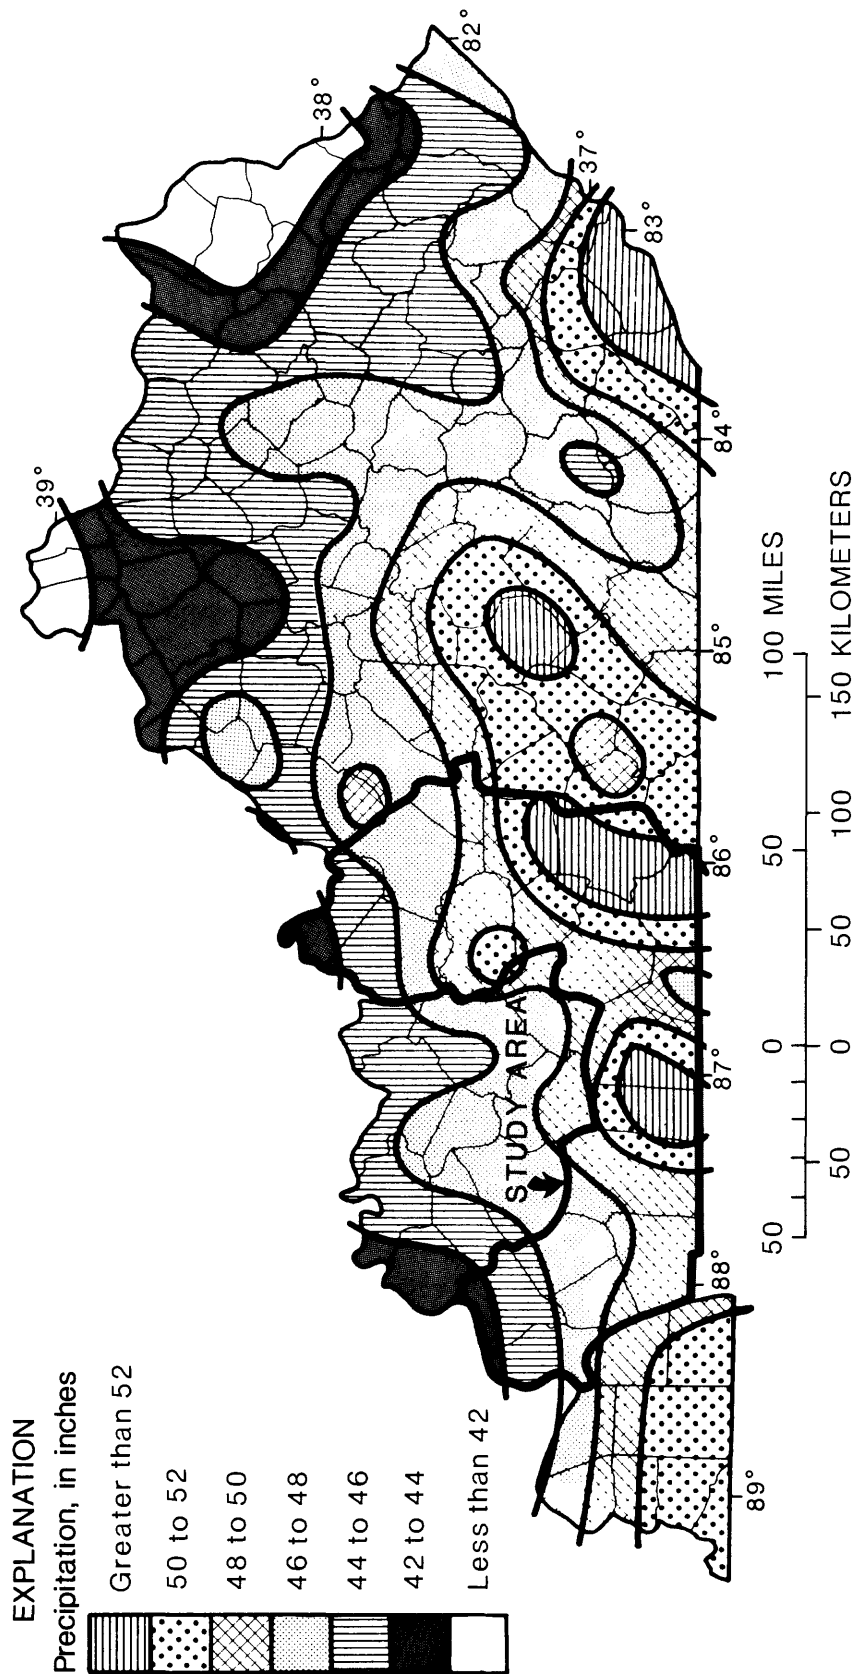 EXPLANATION
Precipitation, in inches
Greater than 52
50 to 52
48 to 50
46 to 48
44 to 46
42 to 44
Less than 42
39°
38°
82°
37°
83°
84°
85°
86°
87°
88°
89°
STUDY AREA
50 0 50 100 MILES
50 0 50 100 150 KILOMETERS